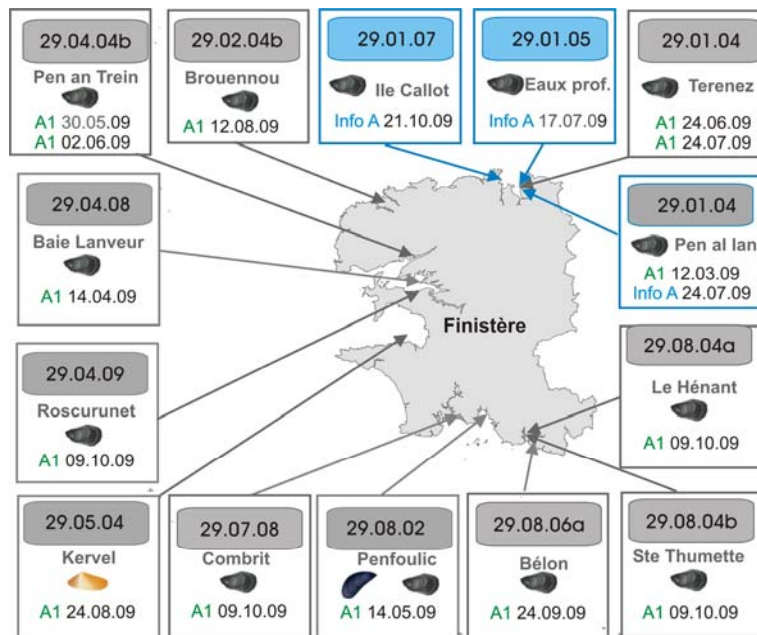 29.04.04b
Pen an Trein
A1 30.05.09
A1 02.06.09
29.02.04b
Brouennou
A1 12.08.09
29.01.07
Ile Callot
Info A 21.10.09
29.01.05
Eaux prof.
Info A 17.07.09
29.01.04
Terenez
A1 24.06.09
A1 24.07.09
29.04.08
Baie Lanveur
A1 14.04.09
29.01.04
Pen al lan
A1 12.03.09
Info A 24.07.09
Finistère
29.04.09
Roscurunet
A1 09.10.09
29.08.04a
Le Hénant
A1 09.10.09
29.05.04
Kervel
A1 24.08.09
29.07.08
Combrit
A1 09.10.09
29.08.02
Penfoulic
A1 14.05.09
29.08.06a
Bélon
A1 24.09.09
29.08.04b
Ste Thumette
A1 09.10.09